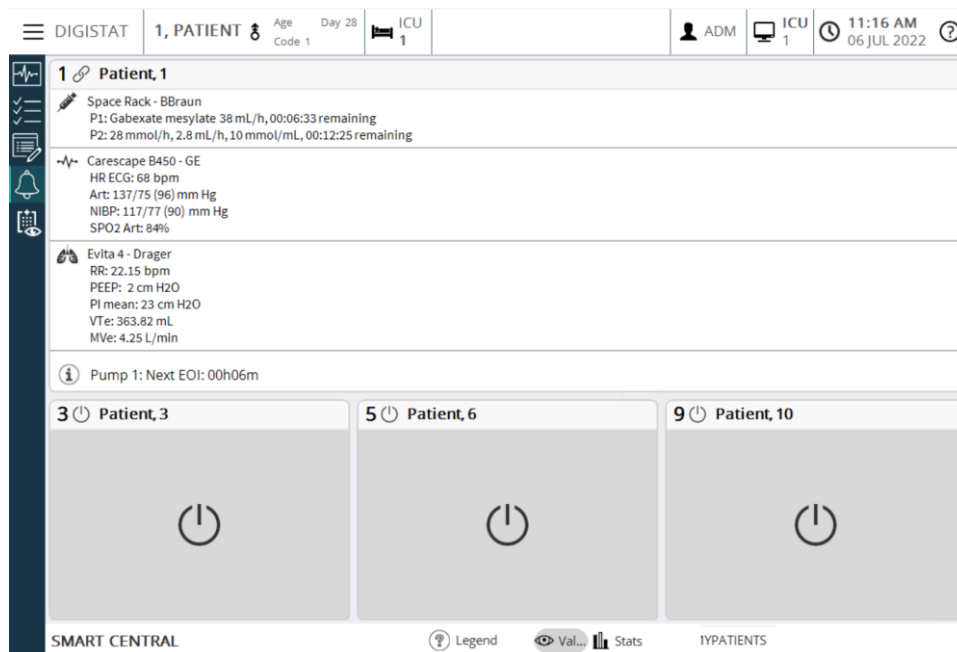 DIGISTAT
1, PATIENT
Age
Day 28
Code 1
ICU
1
ADM
ICU
1
11:16 AM
06 JUL 2022
?
1 Patient, 1
Space Rack - BBraun
P1: Gabexate mesylate 38 mL/h, 00:06:33 remaining
P2: 28 mmol/h, 2.8 mL/h, 10 mmol/mL, 00:12:25 remaining
Carescape B450 - GE
HR ECG: 68 bpm
Art: 137/75 (96) mm Hg
NIBP: 117/77 (90) mm Hg
SPO2 Art: 84%
Evita 4 - Drager
RR: 22.15 bpm
PEEP: 2 cm H2O
PI mean: 23 cm H2O
VTe: 363.82 mL
MVe: 4.25 L/min
i Pump 1: Next EOI: 00h06m
3 Patient, 3
5 Patient, 6
9 Patient, 10
SMART CENTRAL
? Legend
Val...
Stats
IYPATIENTS